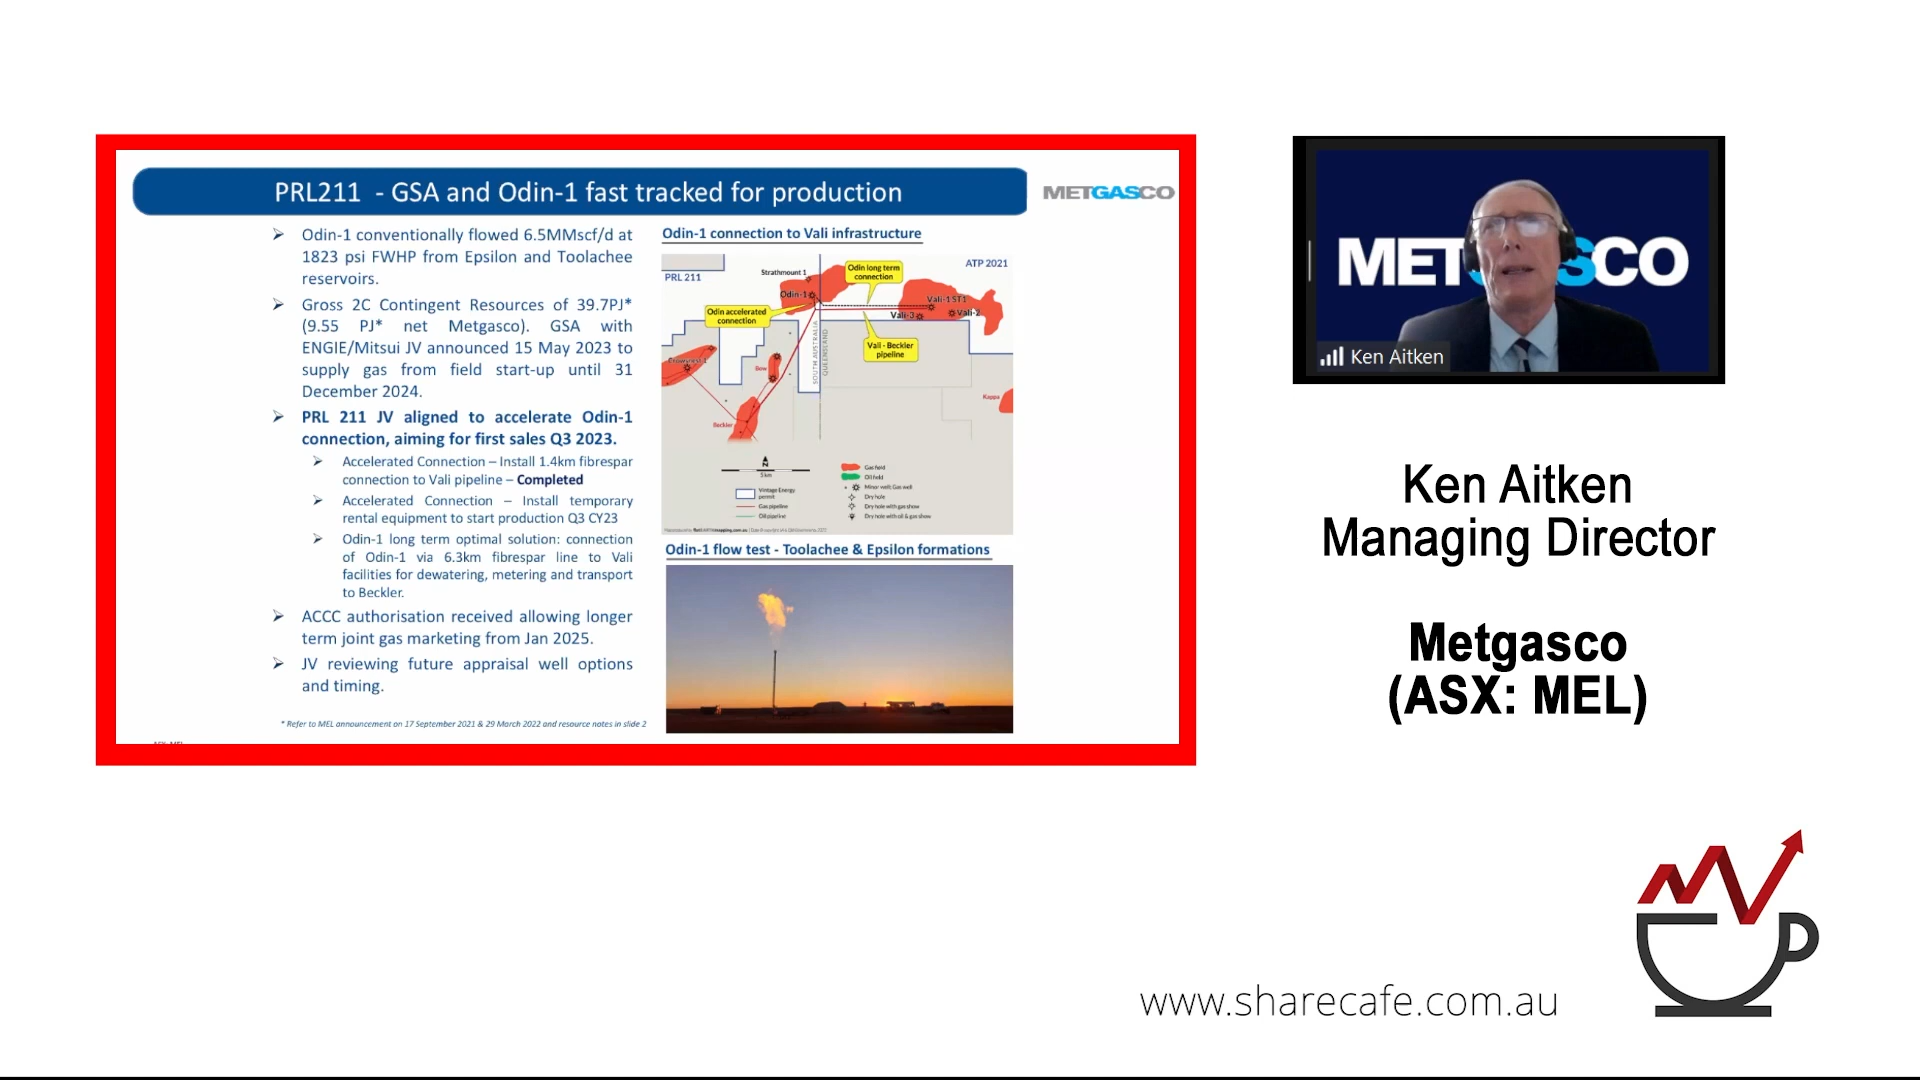 PRL211 - GSA and Odin-1 fast tracked for production
METGASCO
Odin-1 conventionally flowed 6.5MMscf/d at
1823 psi FWHP from Epsilon and Toolachee
reservoirs.
Gross 2C Contingent Resources of 39.7PJ*
(9.55 PJ* net Metgasco). GSA with
ENGIE/Mitsui JV announced 15 May 2023 to
supply gas from field start-up until 31
December 2024.
PRL 211 JV aligned to accelerate Odin-1
connection, aiming for first sales Q3 2023.
Accelerated Connection – Install 1.4km fibrespar
connection to Vali pipeline – Completed
Accelerated Connection – Install temporary
rental equipment to start production Q3 CY23
Odin-1 long term optimal solution: connection
of Odin-1 via 6.3km fibrespar line to Vali
facilities for dewatering, metering and transport
to Beckler.
ACCC authorisation received allowing longer
term joint gas marketing from Jan 2025.
JV reviewing future appraisal well options
and timing.
* Refer to MEL announcement on 17 September 2021 & 29 March 2022 and resource notes in slide 2
Odin-1 connection to Vali infrastructure
PRL 211
Strathmount 1
Odin long term
connection
ATP 2021
Odin-1
Vali-1 ST1
Odin accelerated
connection
Vali-3
Vali-2
SOUTH AUSTRALIA
QUEENSLAND
Vali - Beckler
pipeline
Bow
Kappa
Beckler
N
5 km
Vintage Energy
permit
Gas pipeline
Oil pipeline
Gas field
Oil field
Minor well: Gas well
Dry hole
Dry hole with gas show
Dry hole with oil & gas show
Odin-1 flow test - Toolachee & Epsilon formations
METGASCO
Ken Aitken
Ken Aitken
Managing Director
Metgasco
(ASX: MEL)
www.sharecafe.com.au